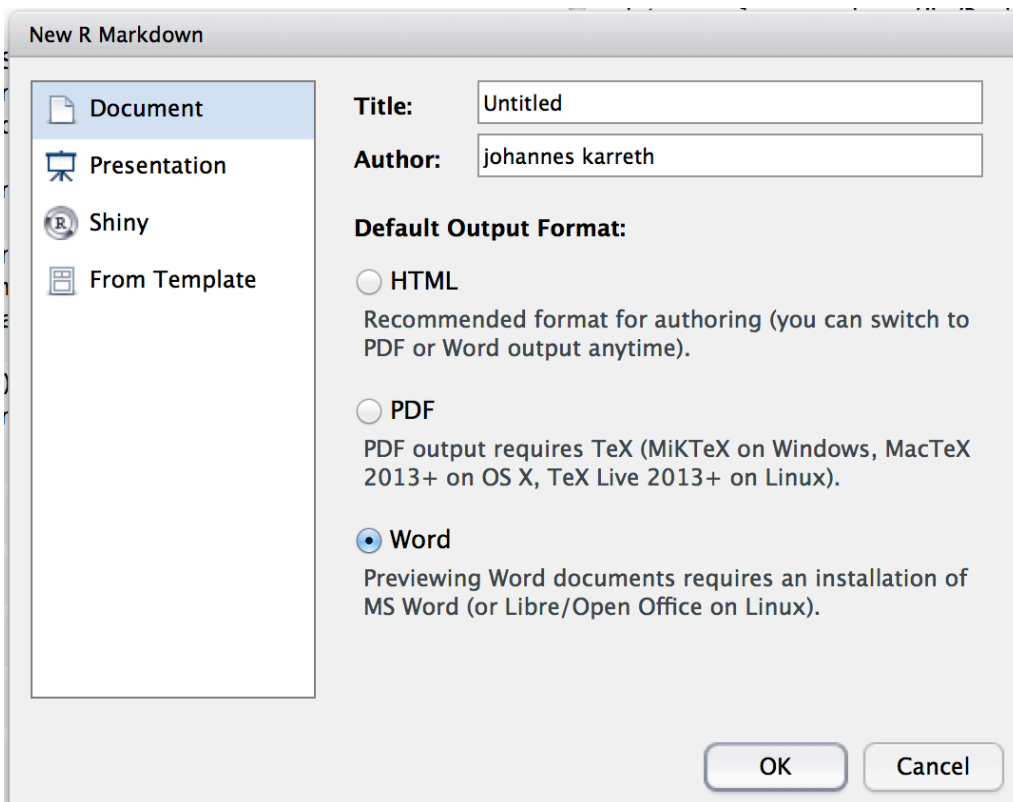 New R Markdown
Document
Presentation
Shiny
From Template
Title:
Untitled
Author:
johannes karreth
Default Output Format:
HTML
Recommended format for authoring (you can switch to
PDF or Word output anytime).
PDF
PDF output requires TeX (MiKTeX on Windows, MacTeX
2013+ on OS X, TeX Live 2013+ on Linux).
Word
Previewing Word documents requires an installation of
MS Word (or Libre/Open Office on Linux).
OK
Cancel